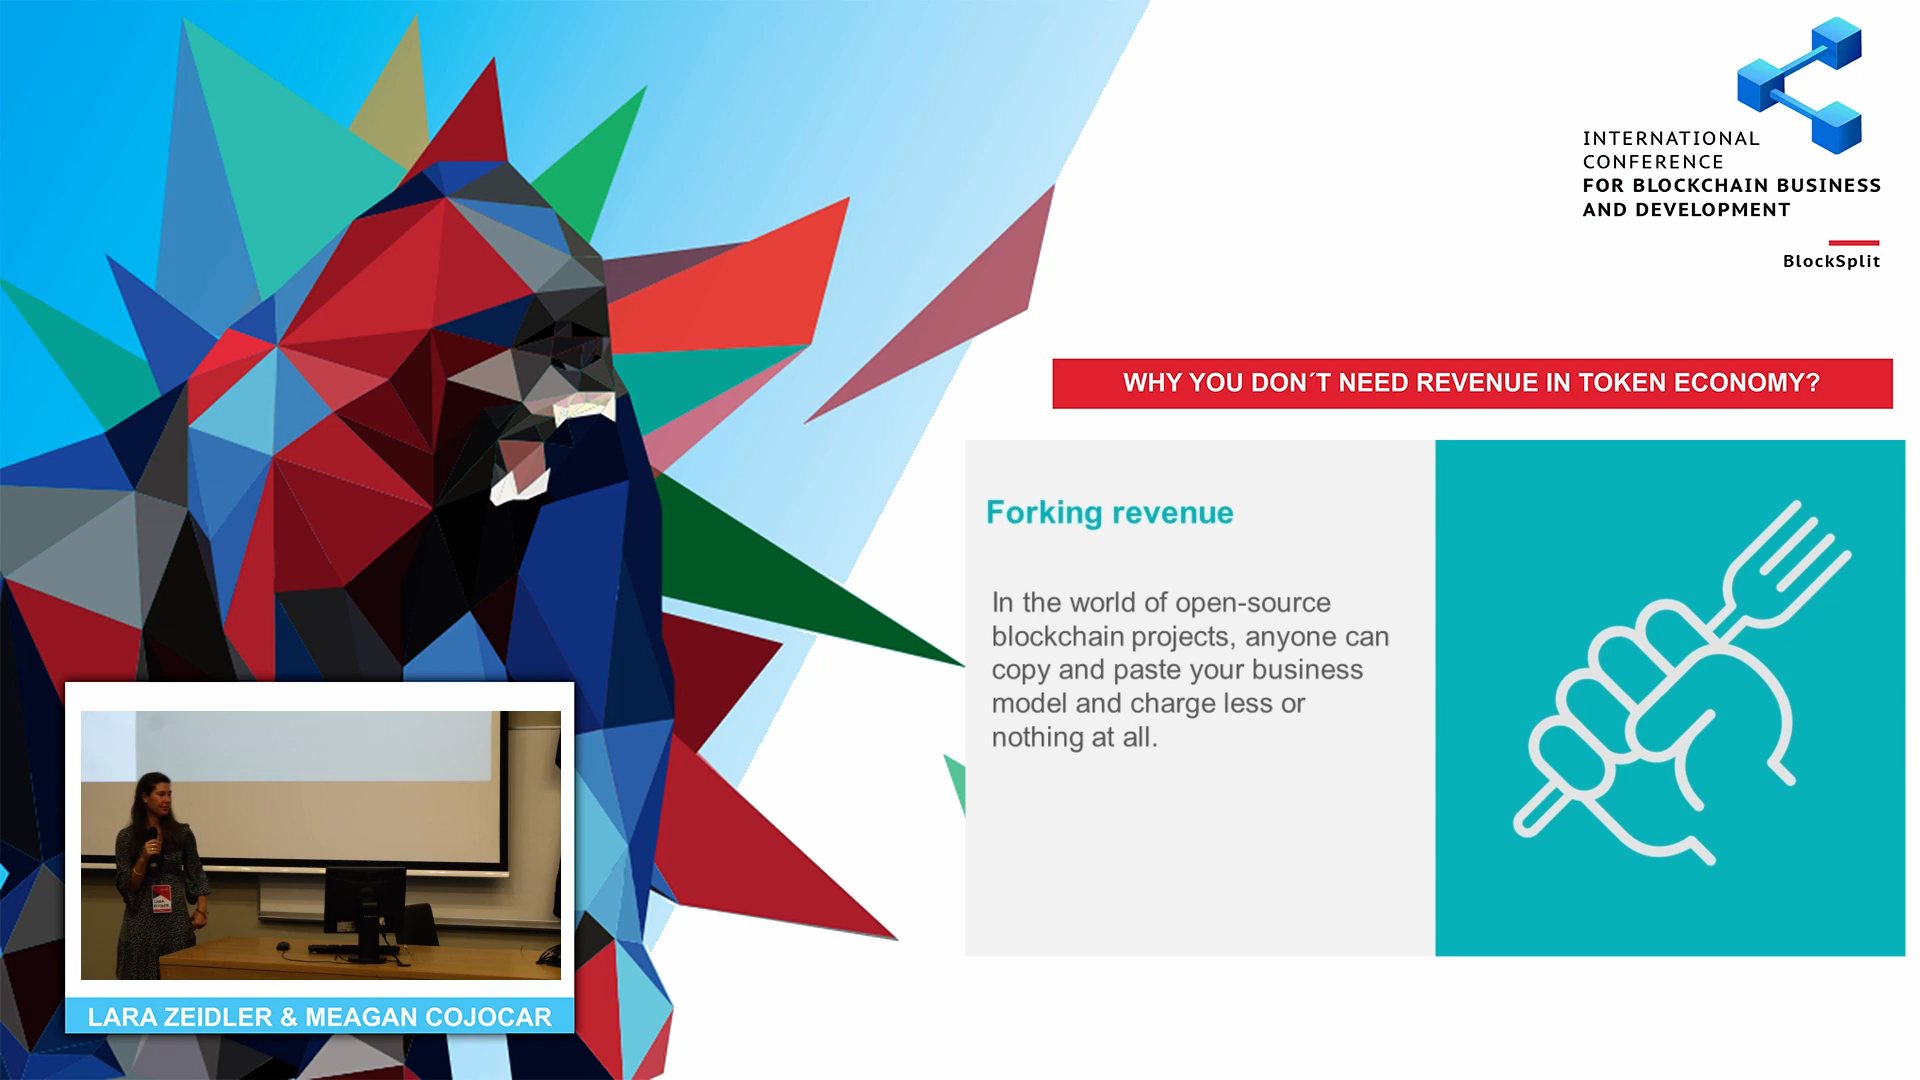 INTERNATIONAL
CONFERENCE
FOR BLOCKCHAIN BUSINESS
AND DEVELOPMENT
BlockSplit
WHY YOU DON´T NEED REVENUE IN TOKEN ECONOMY?
Forking revenue
In the world of open-source
blockchain projects, anyone can
copy and paste your business
model and charge less or
nothing at all.
LARA ZEIDLER & MEAGAN COJOCAR